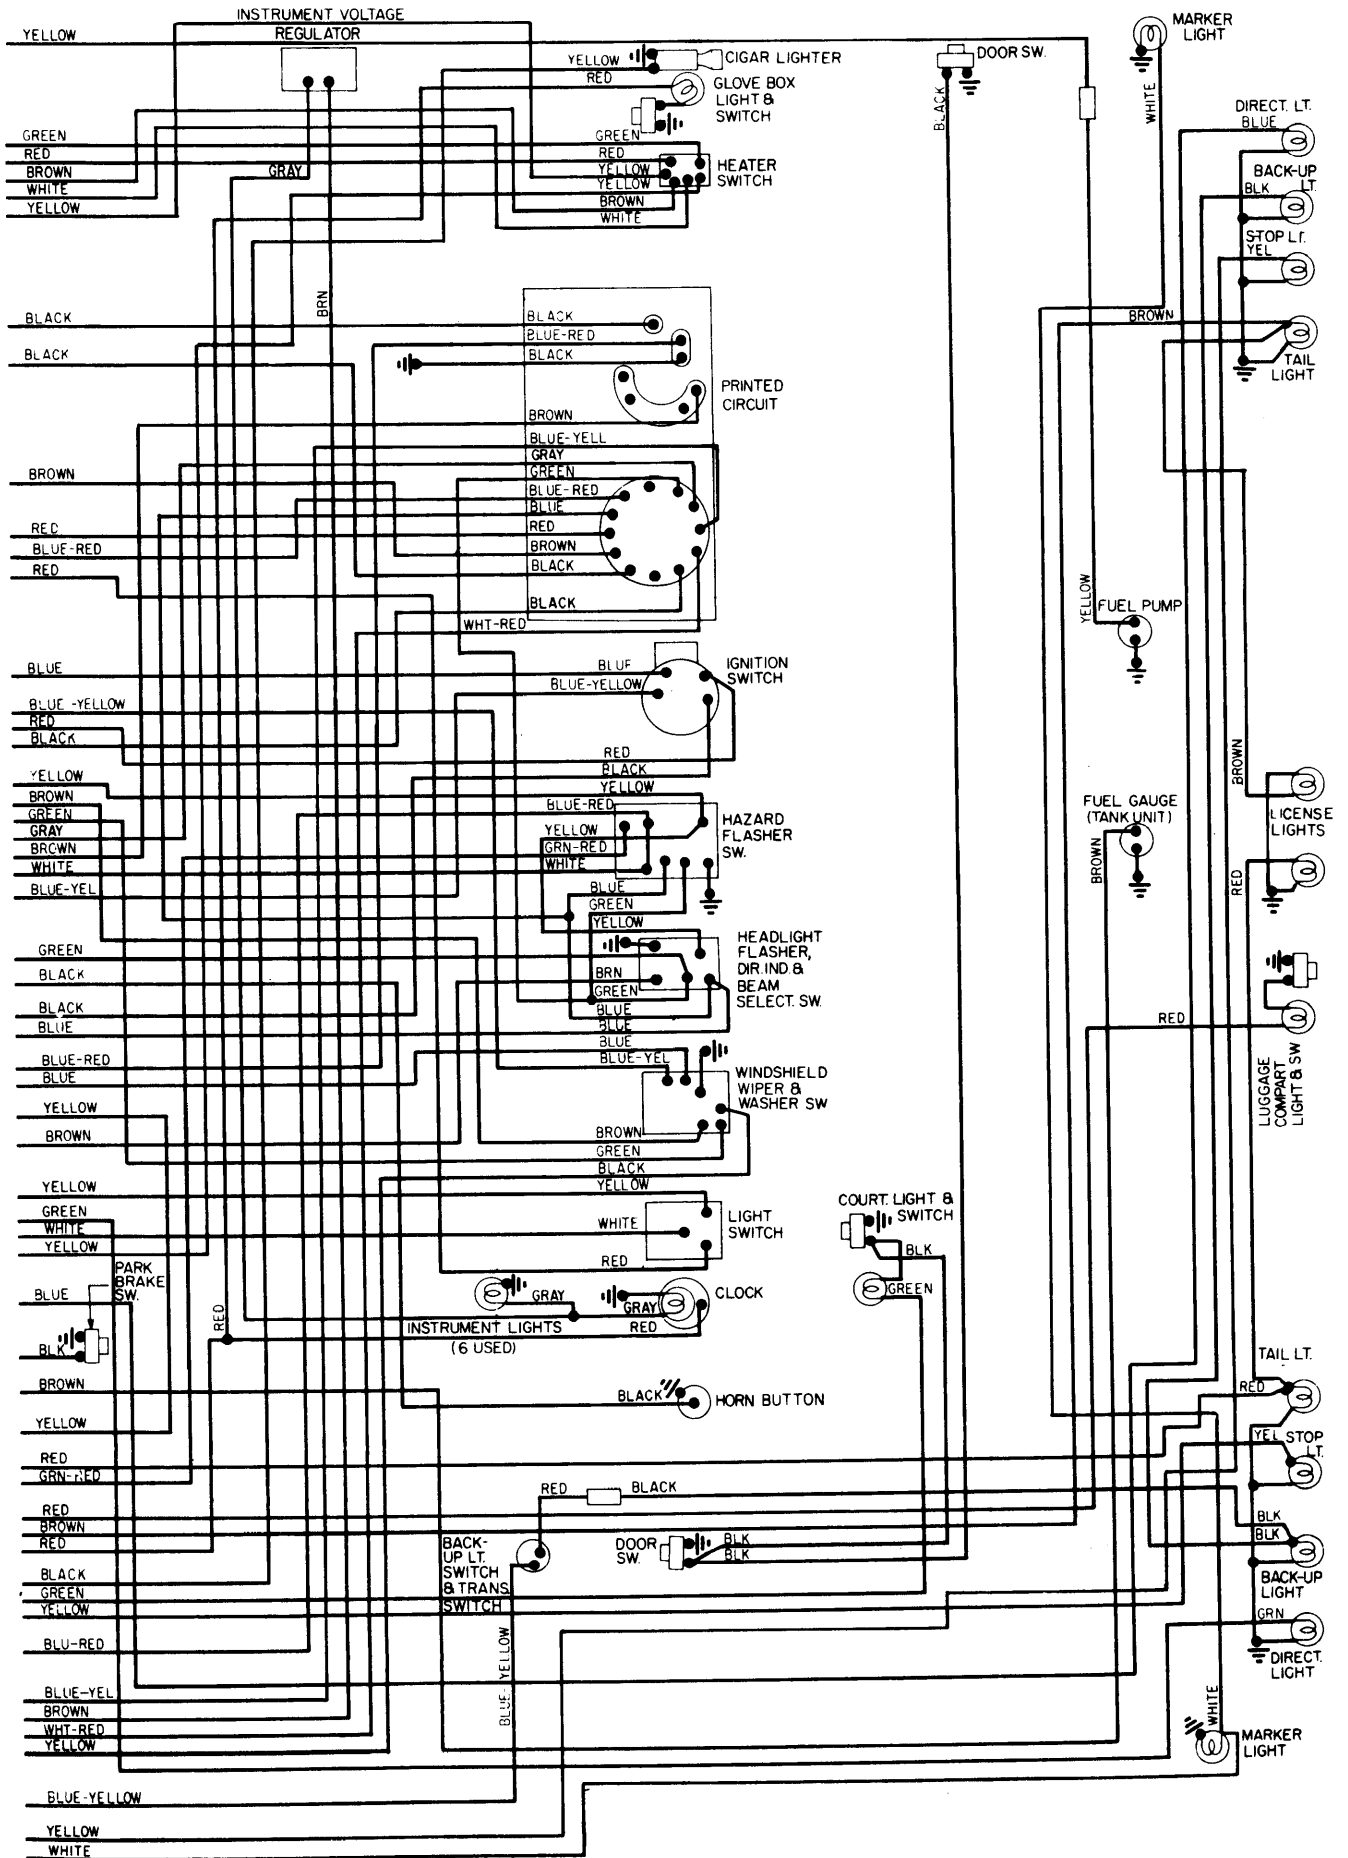 INSTRUMENT VOLTAGE
REGULATOR
YELLOW
YELLOW
RED
CIGAR LIGHTER
GLOVE BOX
LIGHT &
SWITCH
DOOR SW.
MARKER
LIGHT
BLACK
WHITE
DIRECT. LT.
BLUE
BACK-UP
LT.
BLK
STOP LT.
YEL
BROWN
TAIL
LIGHT
GREEN
RED
BROWN
WHITE
YELLOW
GRAY
GREEN
RED
YELLOW
YELLOW
BROWN
WHITE
HEATER
SWITCH
BRN
BLACK
BLACK
BLACK
BLUE-RED
BLACK
PRINTED
CIRCUIT
BROWN
BLUE-YELL
GRAY
GREEN
BLUE-RED
BLUE
RED
BROWN
BLACK
BLACK
WHT-RED
BROWN
RED
BLUE-RED
RED
YELLOW
FUEL PUMP
BLUE
BLUE-YELLOW
RED
BLACK
BLUE
BLUE-YELLOW
IGNITION
SWITCH
RED
BLACK
YELLOW
YELLOW
BROWN
GREEN
GRAY
BROWN
WHITE
BLUE-YEL
BLUE-RED
YELLOW
GRN-RED
WHITE
HAZARD
FLASHER
SW.
BLUE
GREEN
YELLOW
FUEL GAUGE
(TANK UNIT)
BROWN
BROWN
LICENSE
LIGHTS
RED
GREEN
BLACK
BLACK
BLUE
HEADLIGHT
FLASHER,
DIR. IND. &
BEAM
SELECT. SW.
BRN
GREEN
BLUE
BLUE
RED
LUGGAGE
COMPART
LIGHT & SW
BLUE-RED
BLUE
YELLOW
BROWN
BLUE
BLUE-YEL
WINDSHIELD
WIPER &
WASHER SW
BROWN
GREEN
BLACK
YELLOW
YELLOW
GREEN
WHITE
YELLOW
WHITE
LIGHT
SWITCH
RED
COURT. LIGHT &
SWITCH
BLK
GREEN
PARK
BRAKE
SW.
BLUE
BLK
RED
GRAY
GRAY
CLOCK
RED
INSTRUMENT LIGHTS
(6 USED)
BROWN
YELLOW
BLACK
HORN BUTTON
TAIL LT.
RED
YEL
STOP
LT.
RED
GRN-RED
RED
BROWN
RED
RED
BLACK
BACK-
UP LT.
SWITCH
& TRANS.
SWITCH
DOOR
SW.
BLK
BLK
BLK
BLK
BACK-UP
LIGHT
BLACK
GREEN
YELLOW
BLU-RED
BLUE-YELLOW
GRN
DIRECT.
LIGHT
BLUE-YEL
BROWN
WHT-RED
YELLOW
WHITE
MARKER
LIGHT
BLUE-YELLOW
YELLOW
WHITE